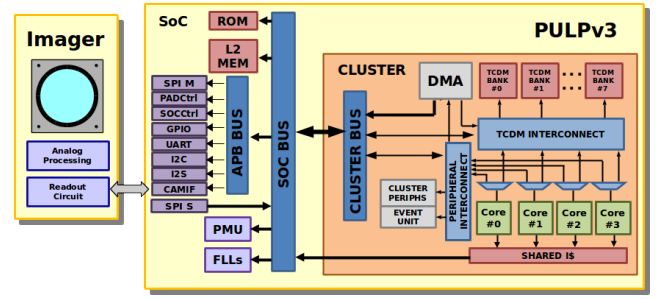 Imager
Analog
Processing
Readout
Circuit
SoC
PULPv3
ROM
L2
MEM
SPI M
PADCtrl
SOCCtrl
GPIO
UART
I2C
I2S
CAMIF
SPI S
APB BUS
PMU
FLLs
SOC BUS
CLUSTER
CLUSTER BUS
DMA
TCDM
BANK
#0
TCDM
BANK
#1
TCDM
BANK
#7
TCDM INTERCONNECT
PERIPHERAL
INTERCONNECT
CLUSTER
PERIPHS
EVENT
UNIT
Core
#0
Core
#1
Core
#2
Core
#3
SHARED I$